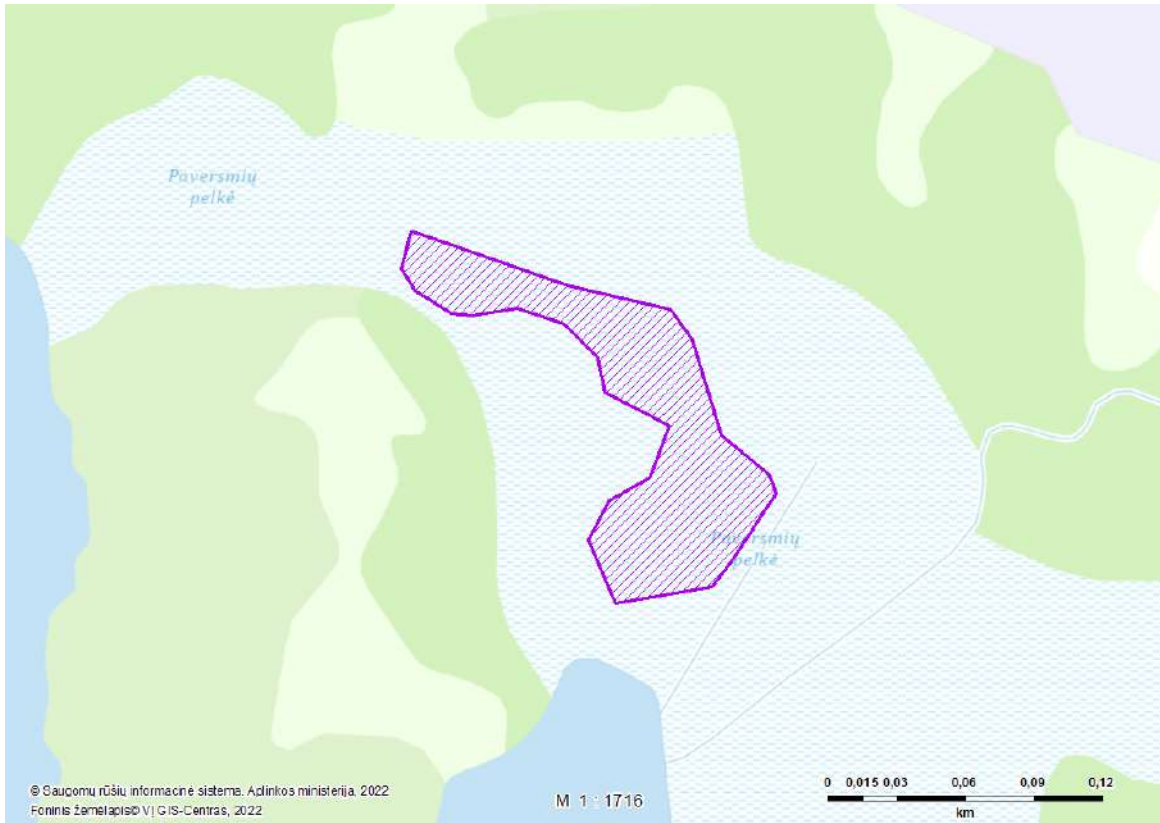 Paversmių
pelkė
Paversmių
pelkė
© Saugomų rūšių informacinė sistema. Aplinkos ministerija, 2022
Foninis žemėlapis© VĮ GIS-Centras, 2022
M 1 : 1716
0 0,015 0,03 0,06 0,09 0,12
km